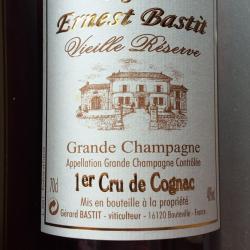 Ernest Bastit
Vieille Réserve
Grande Champagne
Appellation Grande Champagne Contrôlée
1er Cru de Cognac
70cl
Mis en bouteille à la propriété
40%
Gérard BASTIT - viticulteur - 16120 Bouteville - France